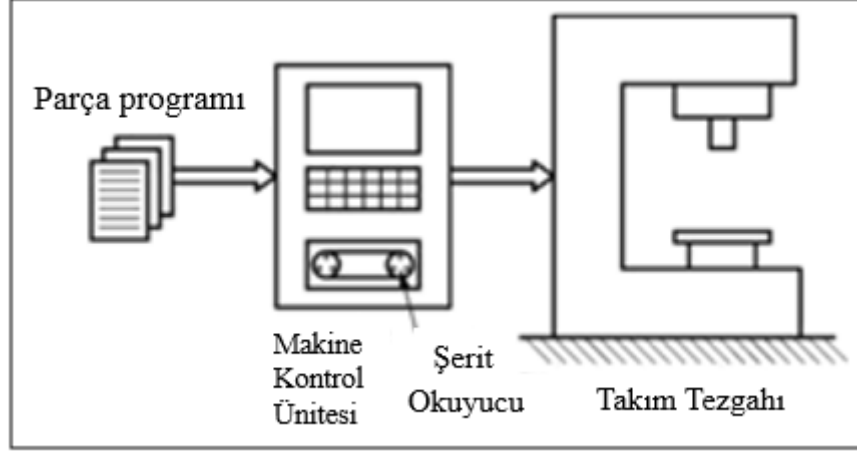 Parça programı
Makine
Kontrol
Ünitesi
Şerit
Okuyucu
Takım Tezgahı